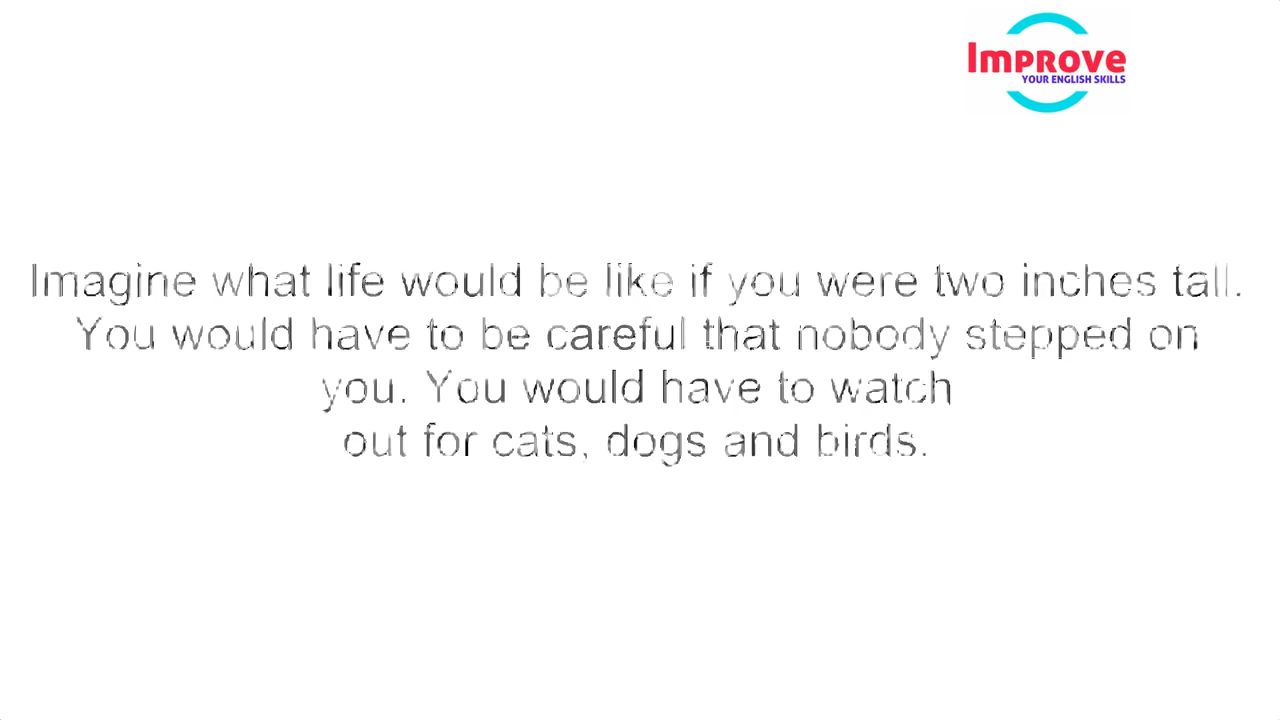 Improve
YOUR ENGLISH SKILLS
Imagine what life would be like if you were two inches tall.
You would have to be careful that nobody stepped on
you. You would have to watch
out for cats, dogs and birds.